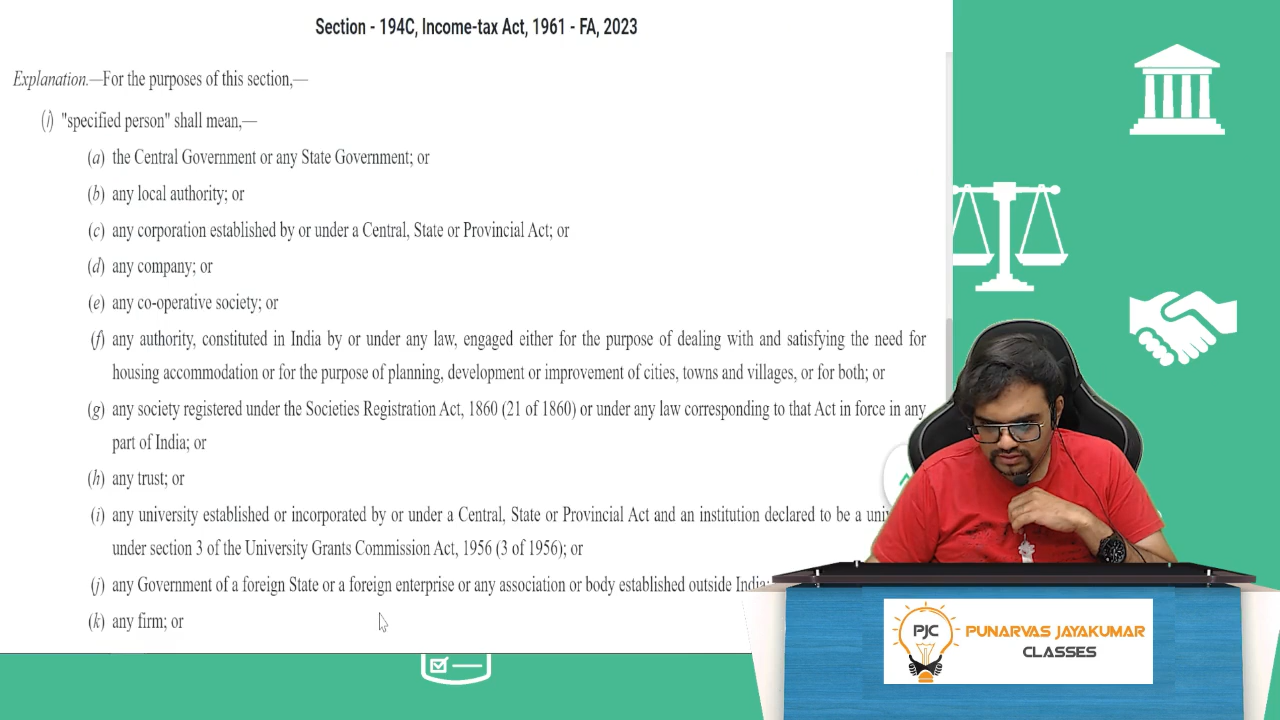 Section - 194C, Income-tax Act, 1961 - FA, 2023
Explanation.—For the purposes of this section,—
(i) "specified person" shall mean,—
(a) the Central Government or any State Government; or
(b) any local authority; or
(c) any corporation established by or under a Central, State or Provincial Act; or
(d) any company; or
(e) any co-operative society; or
(f) any authority, constituted in India by or under any law, engaged either for the purpose of dealing with and satisfying the need for
housing accommodation or for the purpose of planning, development or improvement of cities, towns and villages, or for both; or
(g) any society registered under the Societies Registration Act, 1860 (21 of 1860) or under any law corresponding to that Act in force in any
part of India; or
(h) any trust; or
(i) any university established or incorporated by or under a Central, State or Provincial Act and an institution declared to be a
under section 3 of the University Grants Commission Act, 1956 (3 of 1956); or
(j) any Government of a foreign State or a foreign enterprise or any association or body established outside India;
(k) any firm; or
PJC
PUNARVAS JAYAKUMAR
CLASSES